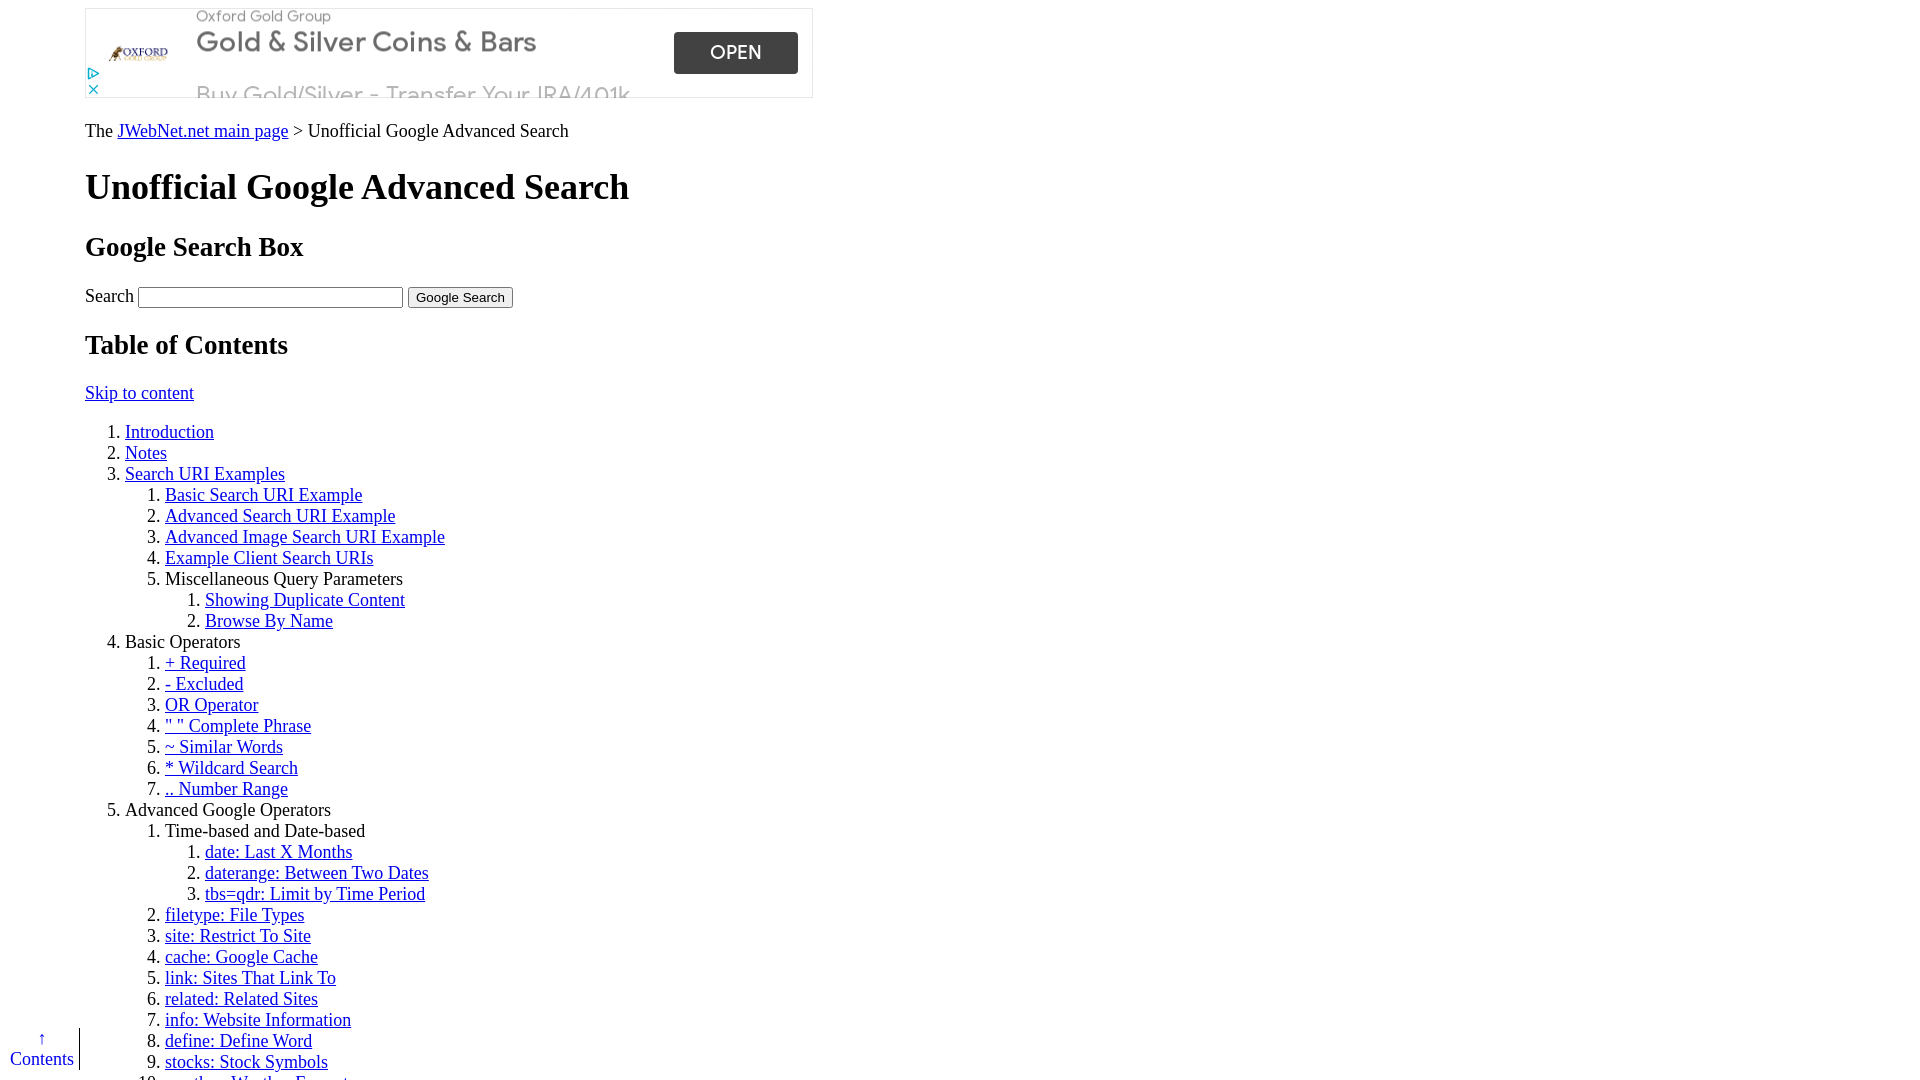 Oxford Gold Group
Gold & Silver Coins & Bars
OXFORD
GOLD GROUP
OPEN
Buy Gold/Silver - Transfer Your IRA/401k
The JWebNet.net main page > Unofficial Google Advanced Search
Unofficial Google Advanced Search
Google Search Box
Search Google Search
Table of Contents
Skip to content
1. Introduction
2. Notes
3. Search URI Examples
1. Basic Search URI Example
2. Advanced Search URI Example
3. Advanced Image Search URI Example
4. Example Client Search URIs
5. Miscellaneous Query Parameters
1. Showing Duplicate Content
2. Browse By Name
4. Basic Operators
1. + Required
2. - Excluded
3. OR Operator
4. " " Complete Phrase
5. ~ Similar Words
6. * Wildcard Search
7. .. Number Range
5. Advanced Google Operators
1. Time-based and Date-based
1. date: Last X Months
2. daterange: Between Two Dates
3. tbs=qdr: Limit by Time Period
2. filetype: File Types
3. site: Restrict To Site
4. cache: Google Cache
5. link: Sites That Link To
6. related: Related Sites
7. info: Website Information
8. define: Define Word
9. stocks: Stock Symbols
↑
Contents